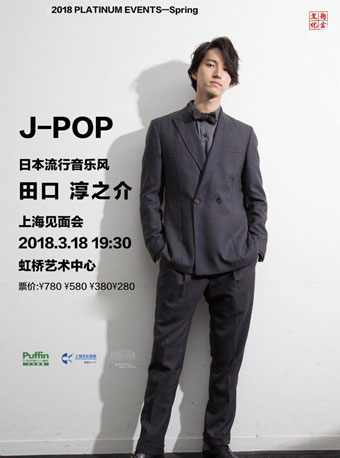 2018 PLATINUM EVENTS—Spring
J-POP
日本流行音乐风
田口 淳之介
上海见面会
2018.3.18 19:30
虹桥艺术中心
票价:¥780 ¥580 ¥380¥280
Puffin